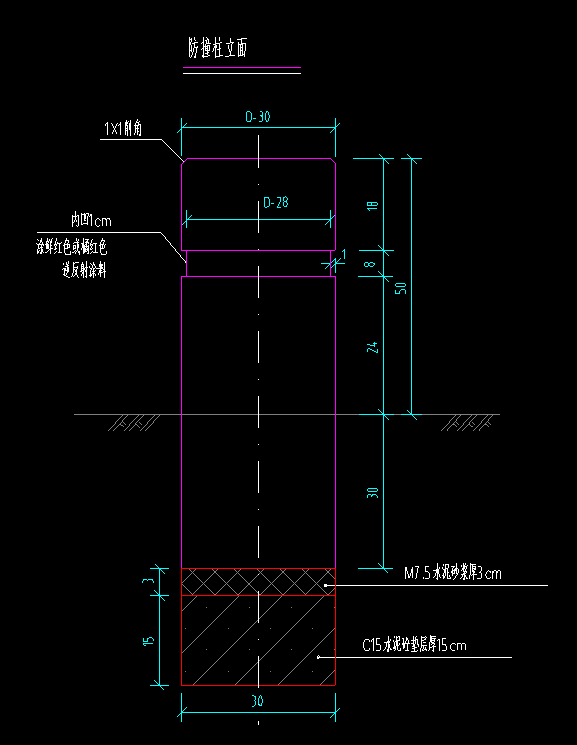 防撞柱立面
D-30
1X1削角
D-28
18
内凹1cm
涂鲜红色或橘红色
逆反射涂料
1
8
50
24
30
M7.5水泥砂浆厚3cm
3
C15水泥砼垫层厚15cm
15
30